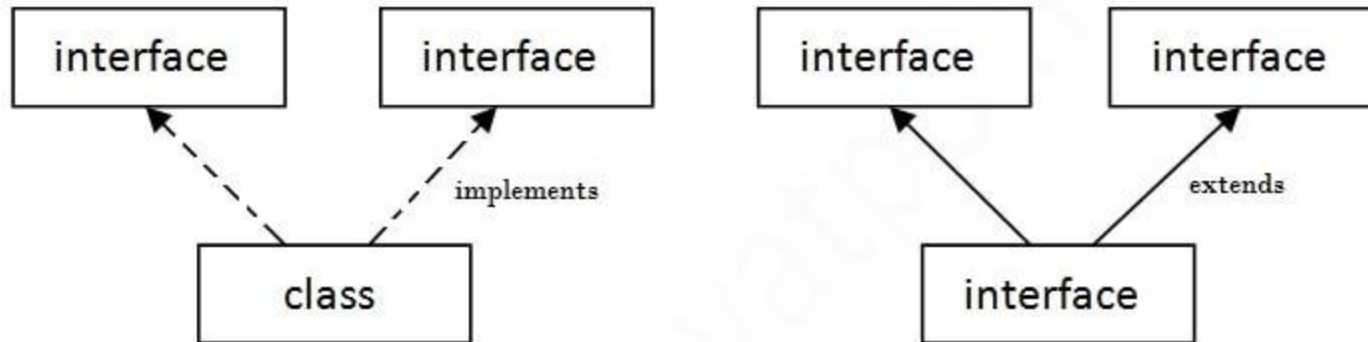 interface interface interface interface
implements extends
class interface